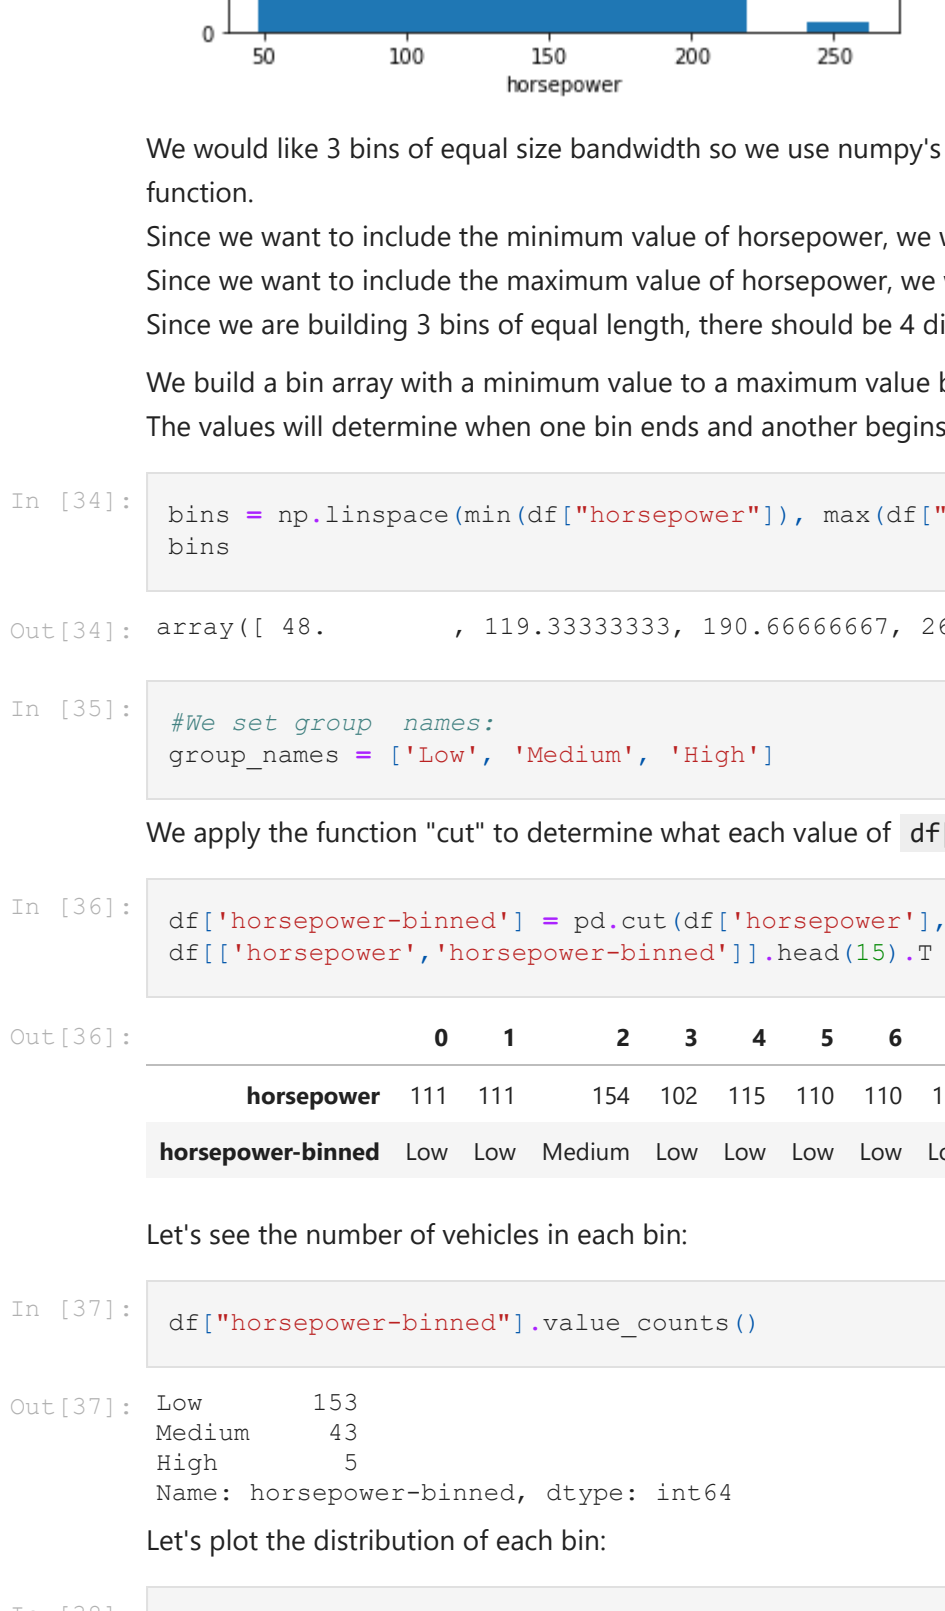 0
50 100 150 200 250
horsepower
We would like 3 bins of equal size bandwidth so we use numpy's
function.
Since we want to include the minimum value of horsepower, we
Since we want to include the maximum value of horsepower, we
Since we are building 3 bins of equal length, there should be 4
We build a bin array with a minimum value to a maximum value
The values will determine when one bin ends and another begins
In [34]: bins = np.linspace(min(df["horsepower"]), max(df["
bins
Out[34]: array([ 48.        , 119.33333333, 190.66666667, 26
In [35]: #We set group  names:
group_names = ['Low', 'Medium', 'High']
We apply the function "cut" to determine what each value of df[
In [36]: df['horsepower-binned'] = pd.cut(df['horsepower'],
df[['horsepower','horsepower-binned']].head(15).T
Out[36]: 0 1 2 3 4 5 6
horsepower 111 111 154 102 115 110 110 1
horsepower-binned Low Low Medium Low Low Low Low Lo
Let's see the number of vehicles in each bin:
In [37]: df["horsepower-binned"].value_counts()
Out[37]: Low       153
Medium     43
High        5
Name: horsepower-binned, dtype: int64
Let's plot the distribution of each bin: